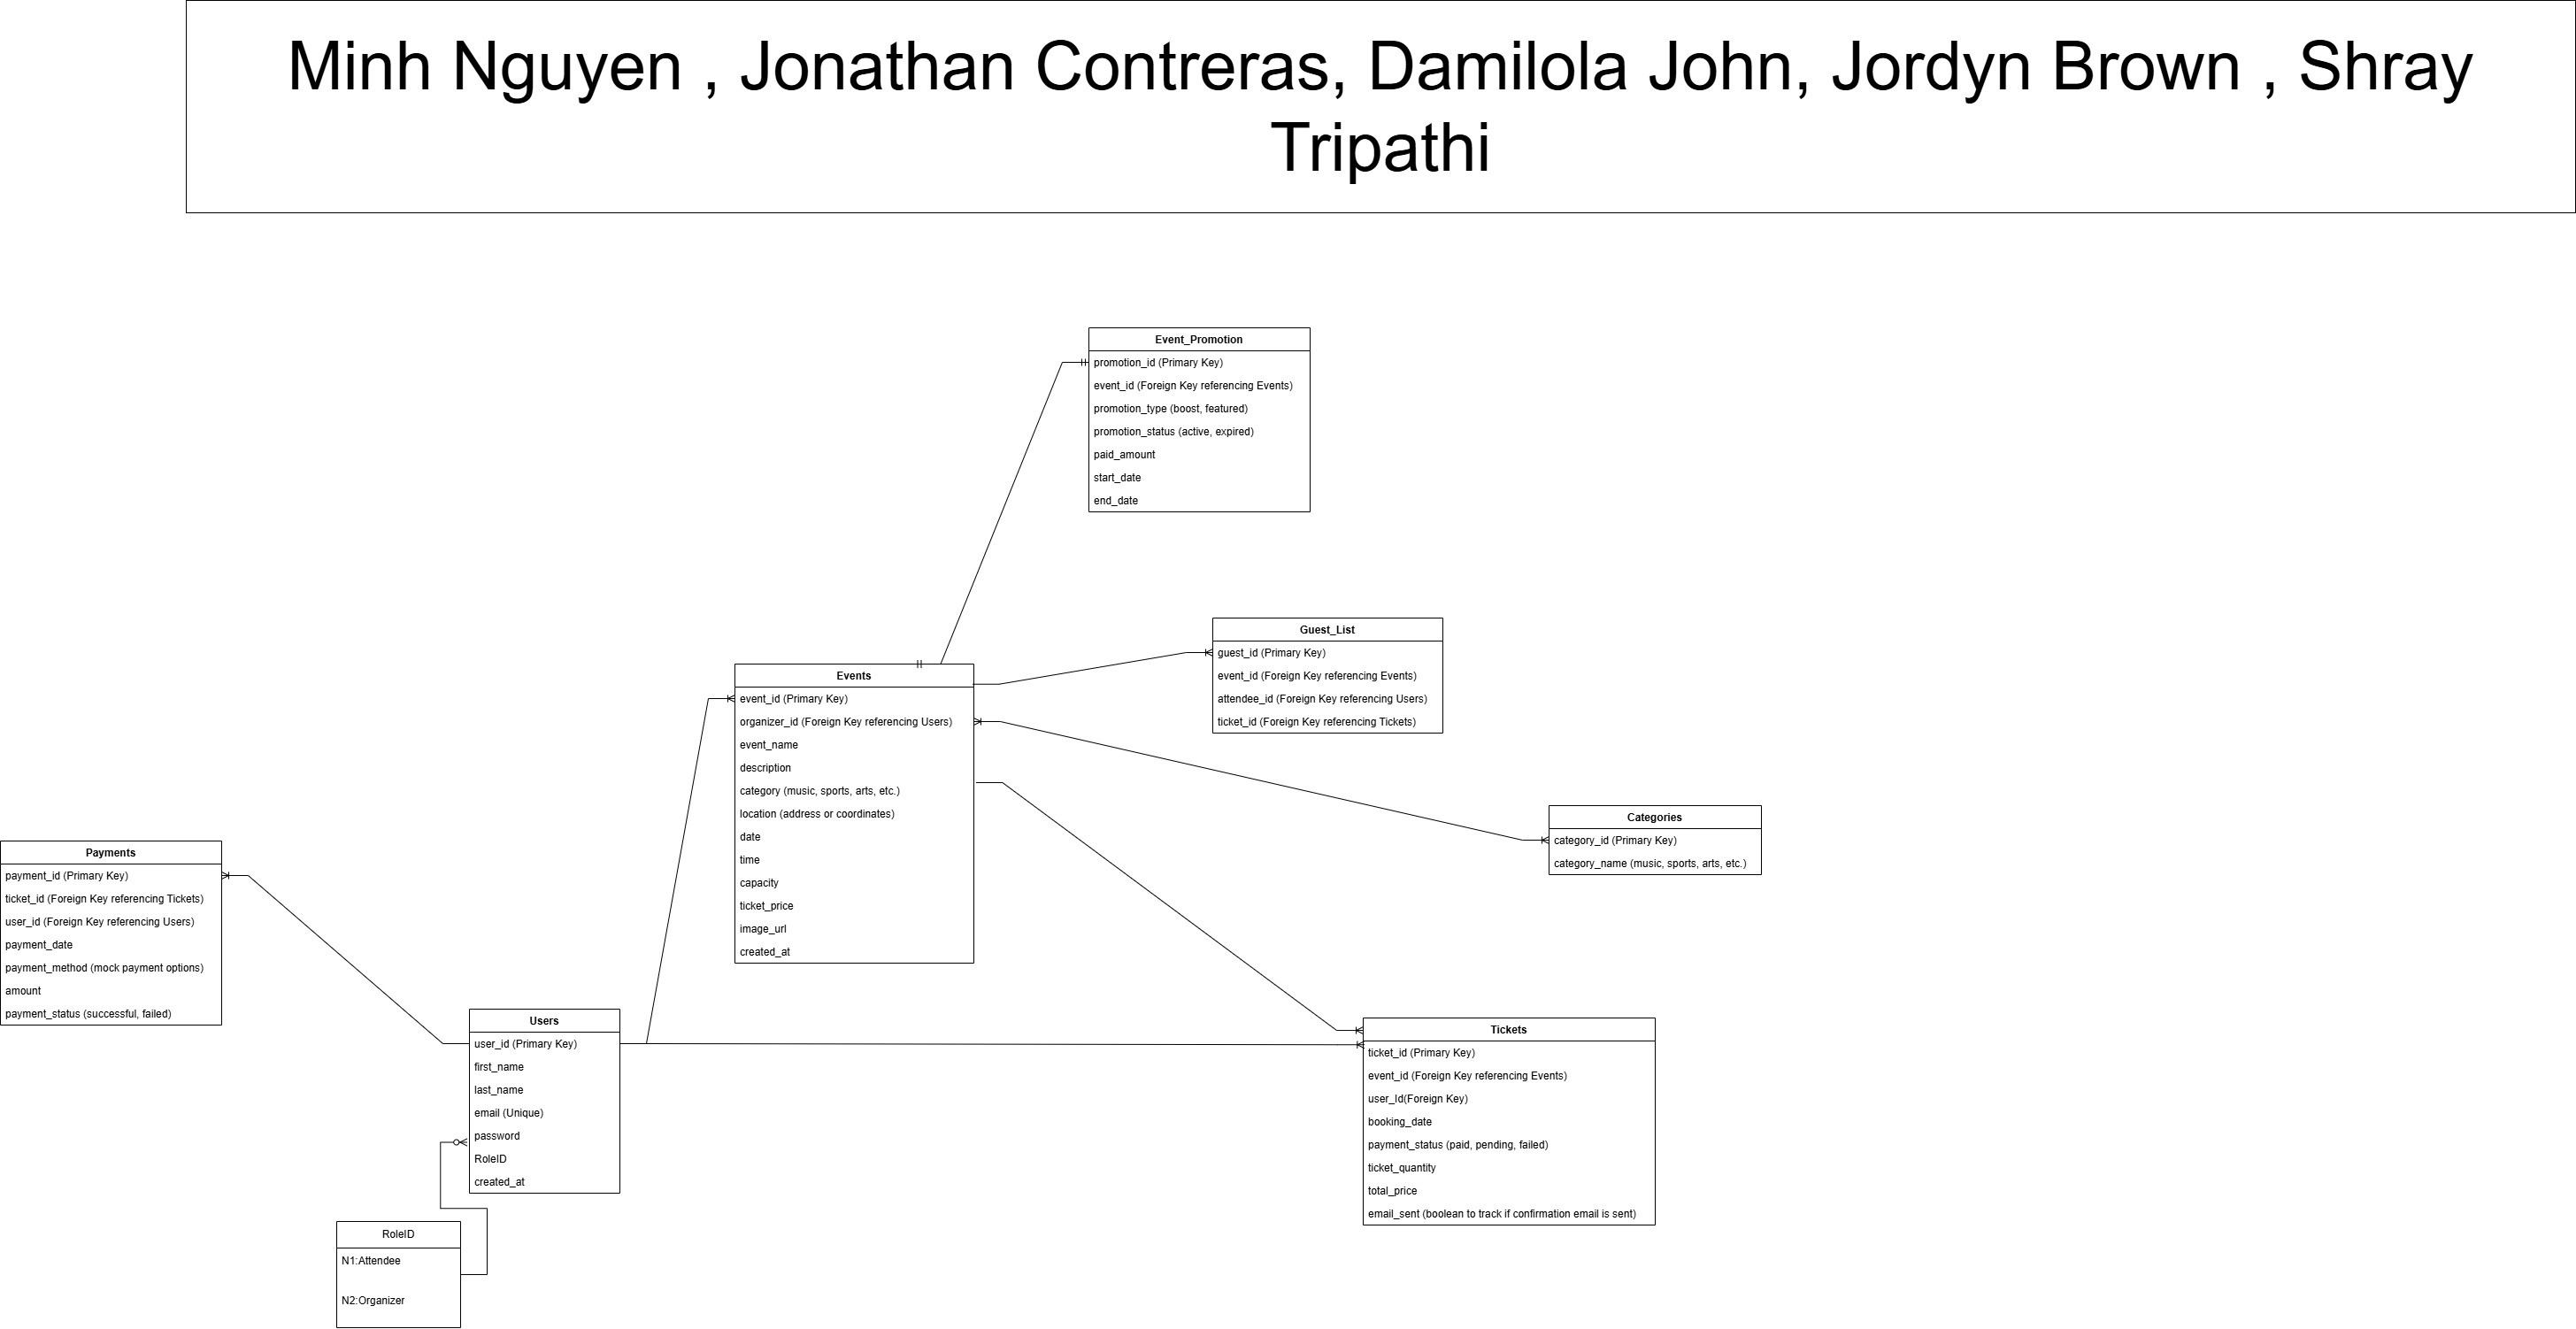 Minh Nguyen , Jonathan Contreras, Damilola John, Jordyn Brown , Shray
Tripathi
Event_Promotion
promotion_id (Primary Key)
event_id (Foreign Key referencing Events)
promotion_type (boost, featured)
promotion_status (active, expired)
paid_amount
start_date
end_date
Guest_List
guest_id (Primary Key)
event_id (Foreign Key referencing Events)
attendee_id (Foreign Key referencing Users)
ticket_id (Foreign Key referencing Tickets)
Events
event_id (Primary Key)
organizer_id (Foreign Key referencing Users)
event_name
description
category (music, sports, arts, etc.)
location (address or coordinates)
date
time
capacity
ticket_price
image_url
created_at
Categories
category_id (Primary Key)
category_name (music, sports, arts, etc.)
Payments
payment_id (Primary Key)
ticket_id (Foreign Key referencing Tickets)
user_id (Foreign Key referencing Users)
payment_date
payment_method (mock payment options)
amount
payment_status (successful, failed)
Users
user_id (Primary Key)
first_name
last_name
email (Unique)
password
RoleID
created_at
Tickets
ticket_id (Primary Key)
event_id (Foreign Key referencing Events)
user_Id(Foreign Key)
booking_date
payment_status (paid, pending, failed)
ticket_quantity
total_price
email_sent (boolean to track if confirmation email is sent)
RoleID
N1:Attendee
N2:Organizer